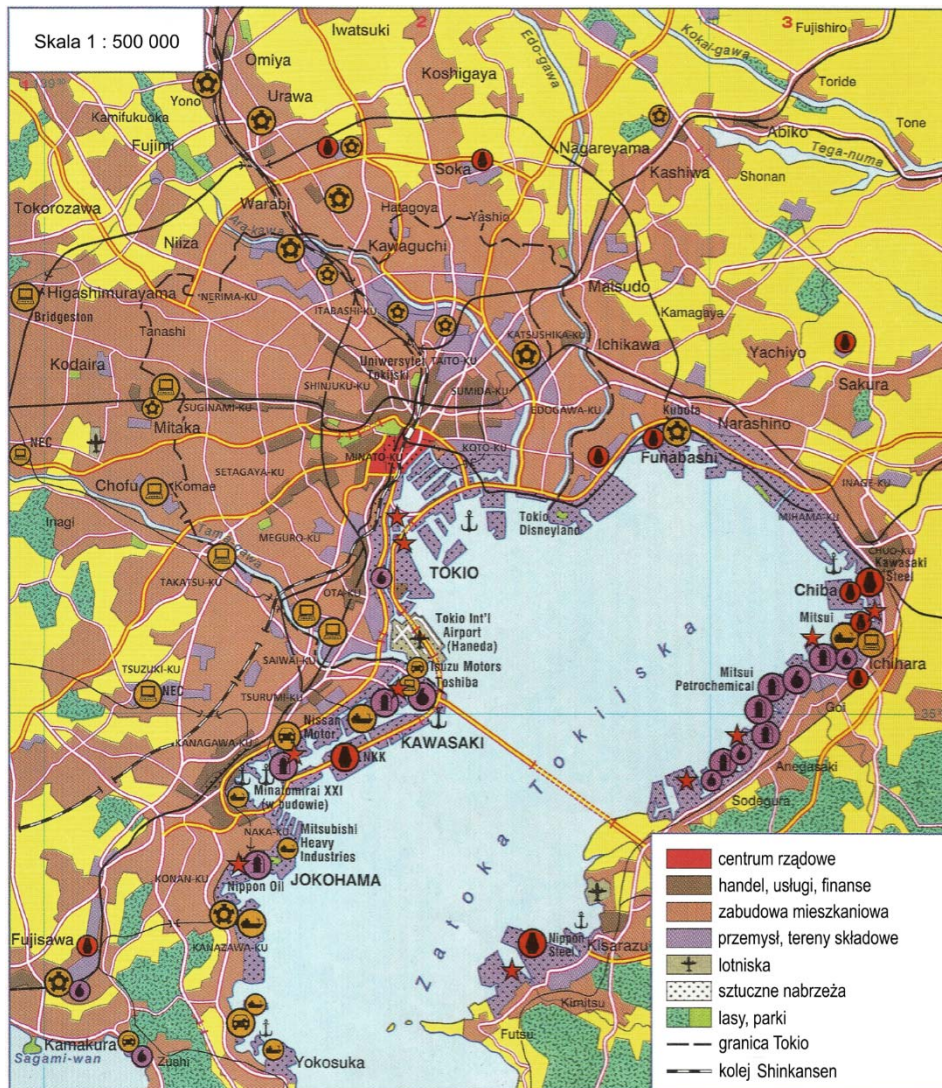 Skala 1 : 500 000
2
3
139³⁰
Iwatsuki
Fujishiro
Omiya
Edo-gawa
Kokai-gawa
Koshigaya
Toride
Yono
Urawa
Kamifukuoka
Tone
Fujimi
Nagareyama
Abiko
Tega-numa
Soka
Kashiwa
Shonan
Tokorozawa
Warabi
Hatagoya
Yashio
Ara-kawa
Niiza
Kawaguchi
Higashimurayama
Bridgeston
NERIMA-KU
ITABASHI-KU
Matsudo
Kamagaya
Tanashi
KATSUSHIKA-KU
Ichikawa
Kodaira
Uniwersytet
Tokijski
TAITO-KU
Yachiyo
SHINJUKU-KU
SUMIDA-KU
Sakura
SUGINAMI-KU
EDOGAWA-KU
Kubota
Mitaka
Narashino
NEC
MINATO-KU
KOTO-KU
Funabashi
SETAGAYA-KU
INAGE-KU
Chofu
Komae
Tokio
Disneyland
MIHAMA-KU
Inagi
MEGURO-KU
Tama-gawa
TOKIO
CHUO-KU
Kawasaki
Steel
TAKATSU-KU
OTA-KU
Chiba
Tokio Int'l
Airport
(Haneda)
Mitsui
SAIWAI-KU
Tsuzu Motors
Ichihara
TSUZUKI-KU
NEC
Toshiba
Mitsui
Petrochemical
TSURUMI-KU
Goi
Nissan
Motor
KAWASAKI
KANAGAWA-KU
NKK
Anegasaki
Minatomirai XXI
(w budowie)
Sodegura
Zatoka Tokijska
NAKA-KU
Mitsubishi
Heavy
Industries
KONAN-KU
Nippon Oil
JOKOHAMA
Fujisawa
KANAZAWA-KU
Nippon
Steel
Kisarazu
Kimitsu
Futsu
Kamakura
Zushi
Sagami-wan
Yokosuka
centrum rządowe
handel, usługi, finanse
zabudowa mieszkaniowa
przemysł, tereny składowe
lotniska
sztuczne nabrzeża
lasy, parki
granica Tokio
kolej Shinkansen